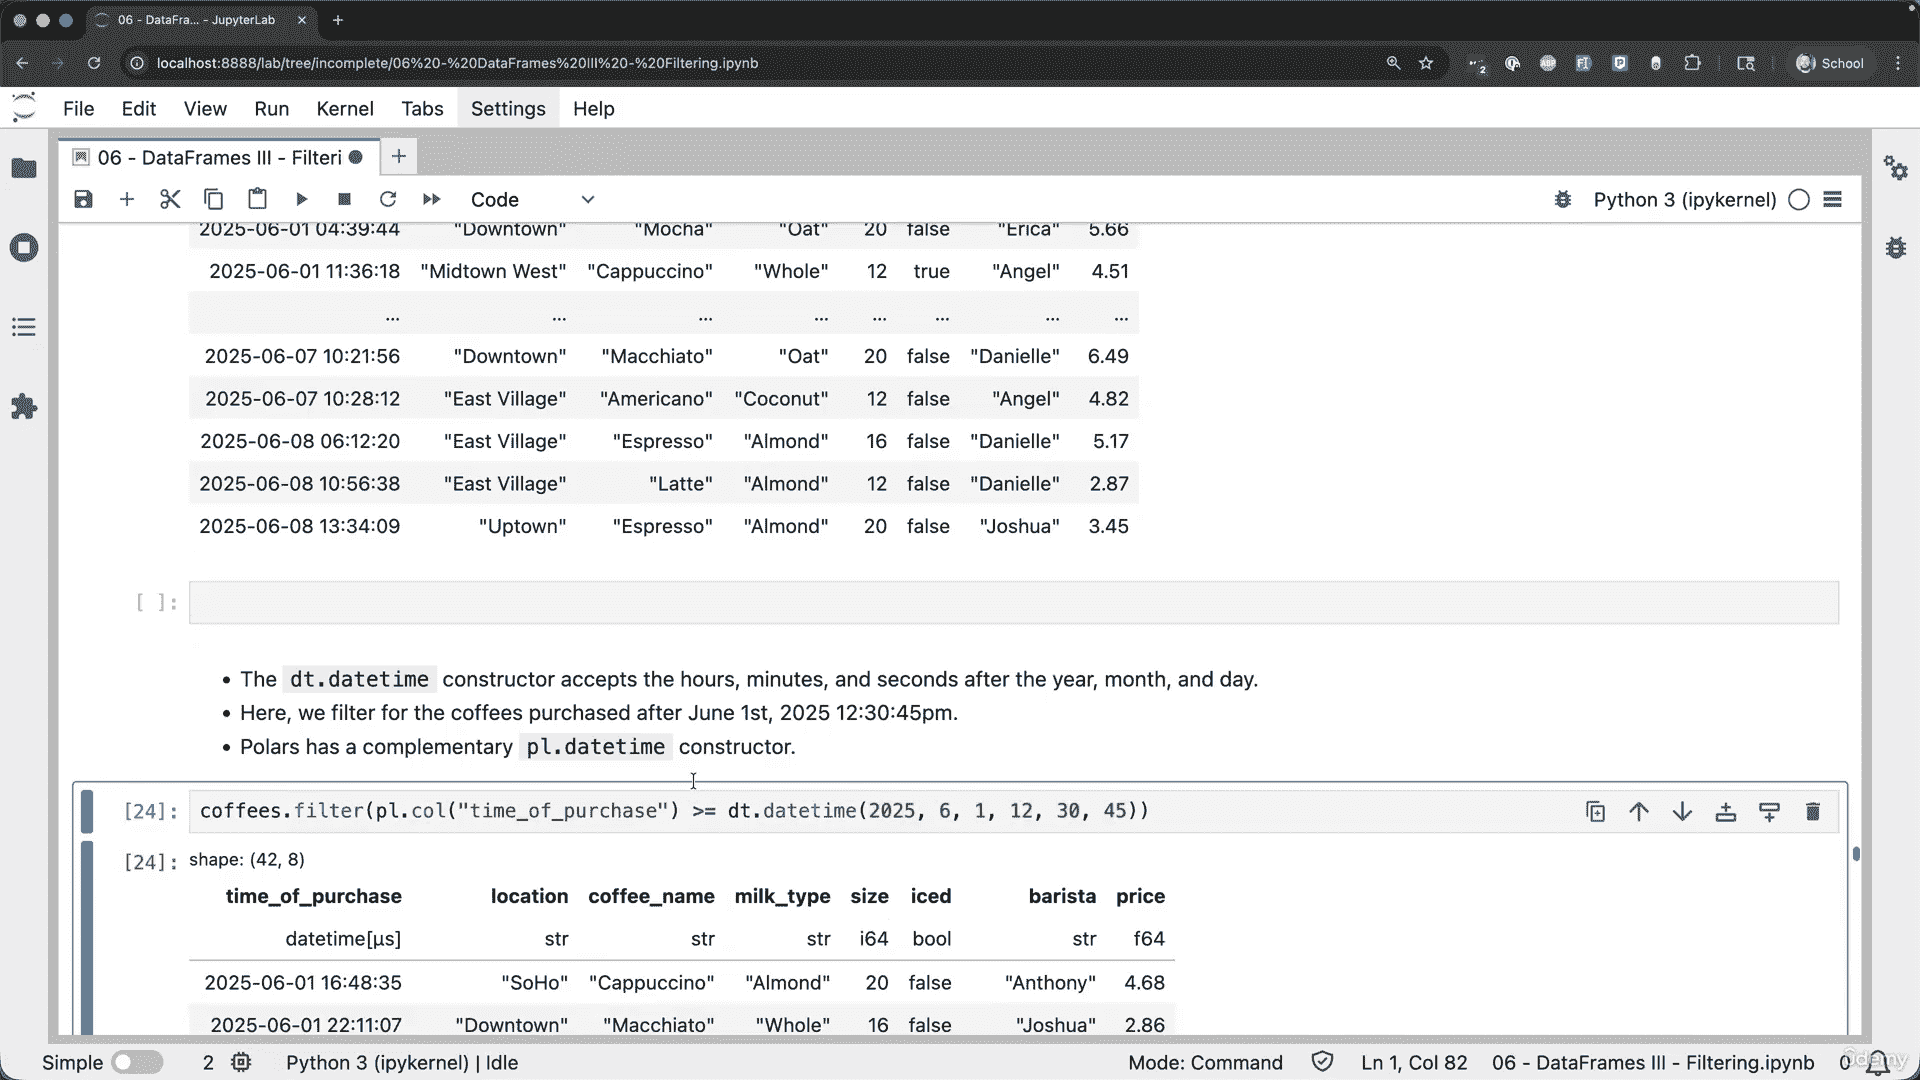 06 - DataFra... - JupyterLab
localhost:8888/lab/tree/incomplete/06%20-%20DataFrames%20III%20-%20Filtering.ipynb
2
ABP
School
File Edit View Run Kernel Tabs Settings Help
06 - DataFrames III - Filteri
Code
Python 3 (ipykernel)
2025-06-01 04:39:44 "Downtown" "Mocha" "Oat" 20 false "Erica" 5.66
2025-06-01 11:36:18 "Midtown West" "Cappuccino" "Whole" 12 true "Angel" 4.51
... ... ... ... ... ... ... ...
2025-06-07 10:21:56 "Downtown" "Macchiato" "Oat" 20 false "Danielle" 6.49
2025-06-07 10:28:12 "East Village" "Americano" "Coconut" 12 false "Angel" 4.82
2025-06-08 06:12:20 "East Village" "Espresso" "Almond" 16 false "Danielle" 5.17
2025-06-08 10:56:38 "East Village" "Latte" "Almond" 12 false "Danielle" 2.87
2025-06-08 13:34:09 "Uptown" "Espresso" "Almond" 20 false "Joshua" 3.45
[ ]:
• The dt.datetime constructor accepts the hours, minutes, and seconds after the year, month, and day.
• Here, we filter for the coffees purchased after June 1st, 2025 12:30:45pm.
• Polars has a complementary pl.datetime constructor.
[24]: coffees.filter(pl.col("time_of_purchase") >= dt.datetime(2025, 6, 1, 12, 30, 45))
[24]: shape: (42, 8)
time_of_purchase location coffee_name milk_type size iced barista price
datetime[μs] str str str i64 bool str f64
2025-06-01 16:48:35 "SoHo" "Cappuccino" "Almond" 20 false "Anthony" 4.68
2025-06-01 22:11:07 "Downtown" "Macchiato" "Whole" 16 false "Joshua" 2.86
Simple 2 Python 3 (ipykernel) | Idle Mode: Command Ln 1, Col 82 06 - DataFrames III - Filtering.ipynb 0
Udemy